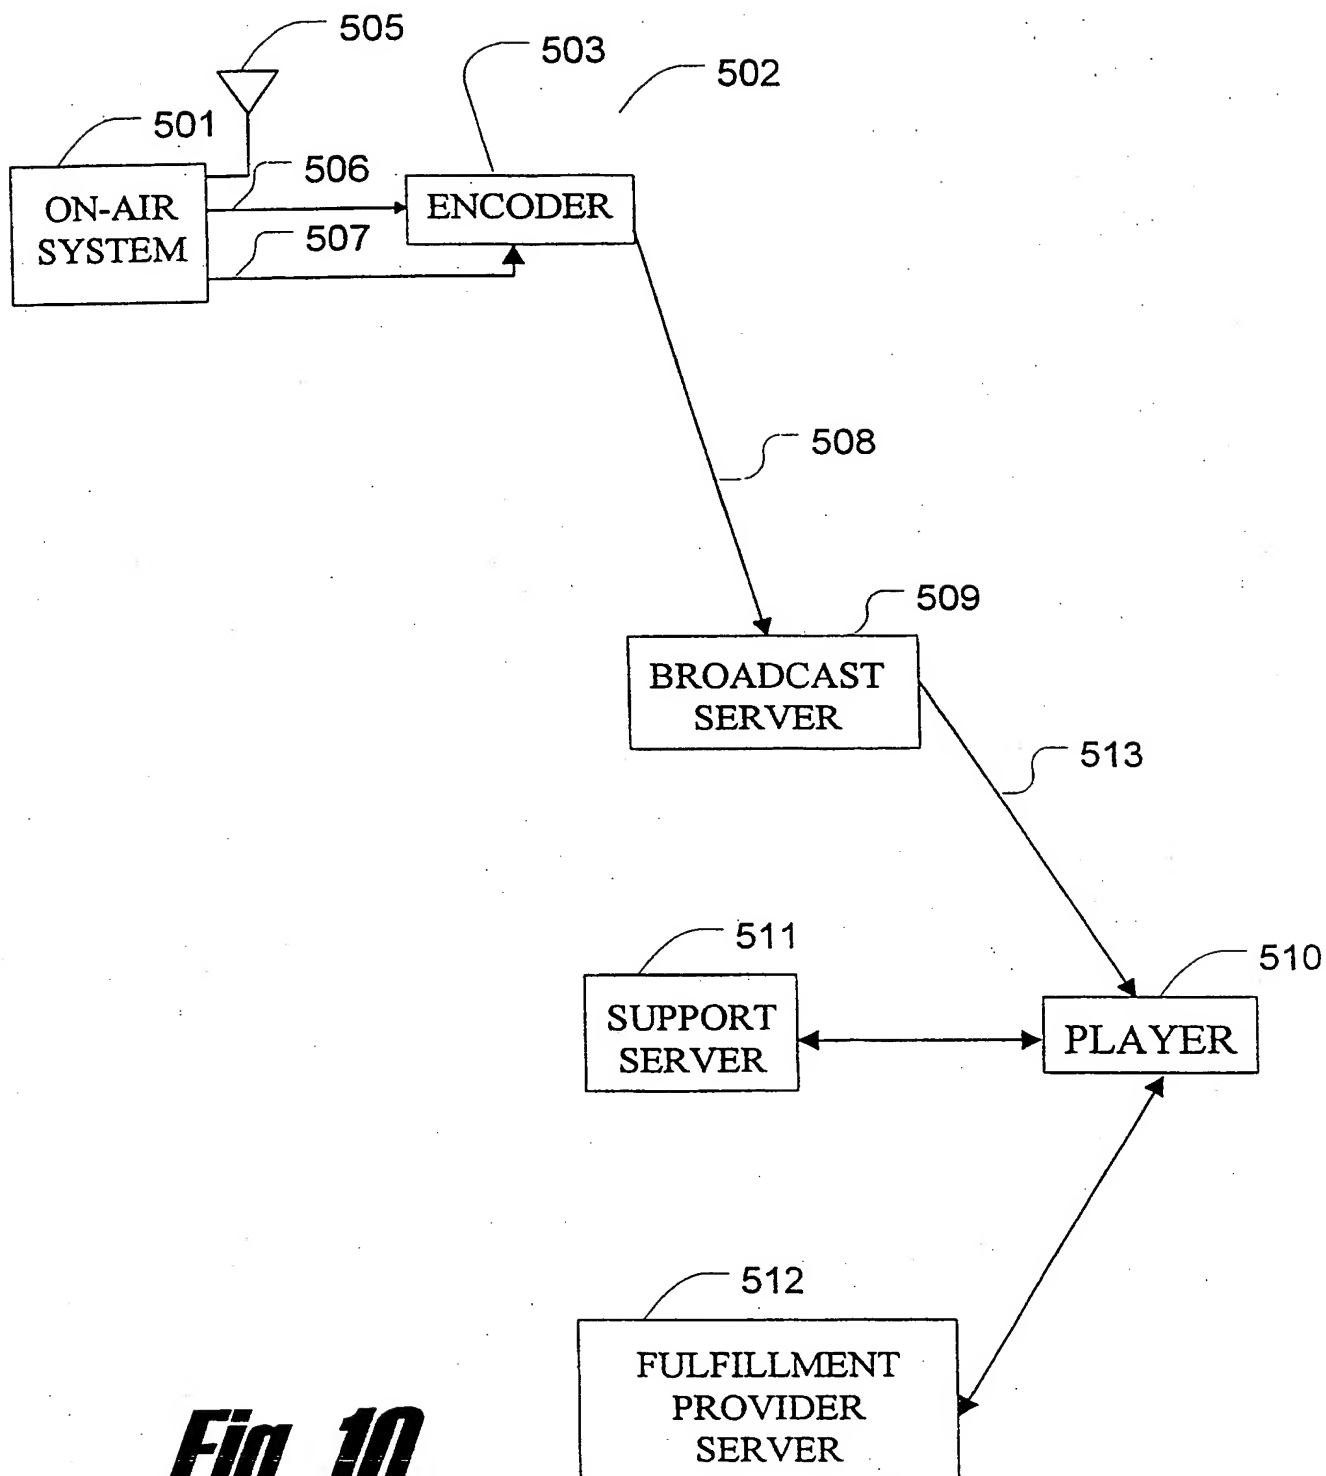 505
503
502
501
506
ON-AIR
SYSTEM
ENCODER
507
508
509
BROADCAST
SERVER
513
511
510
SUPPORT
SERVER
PLAYER
512
FULFILLMENT
PROVIDER
SERVER
Fig. 10